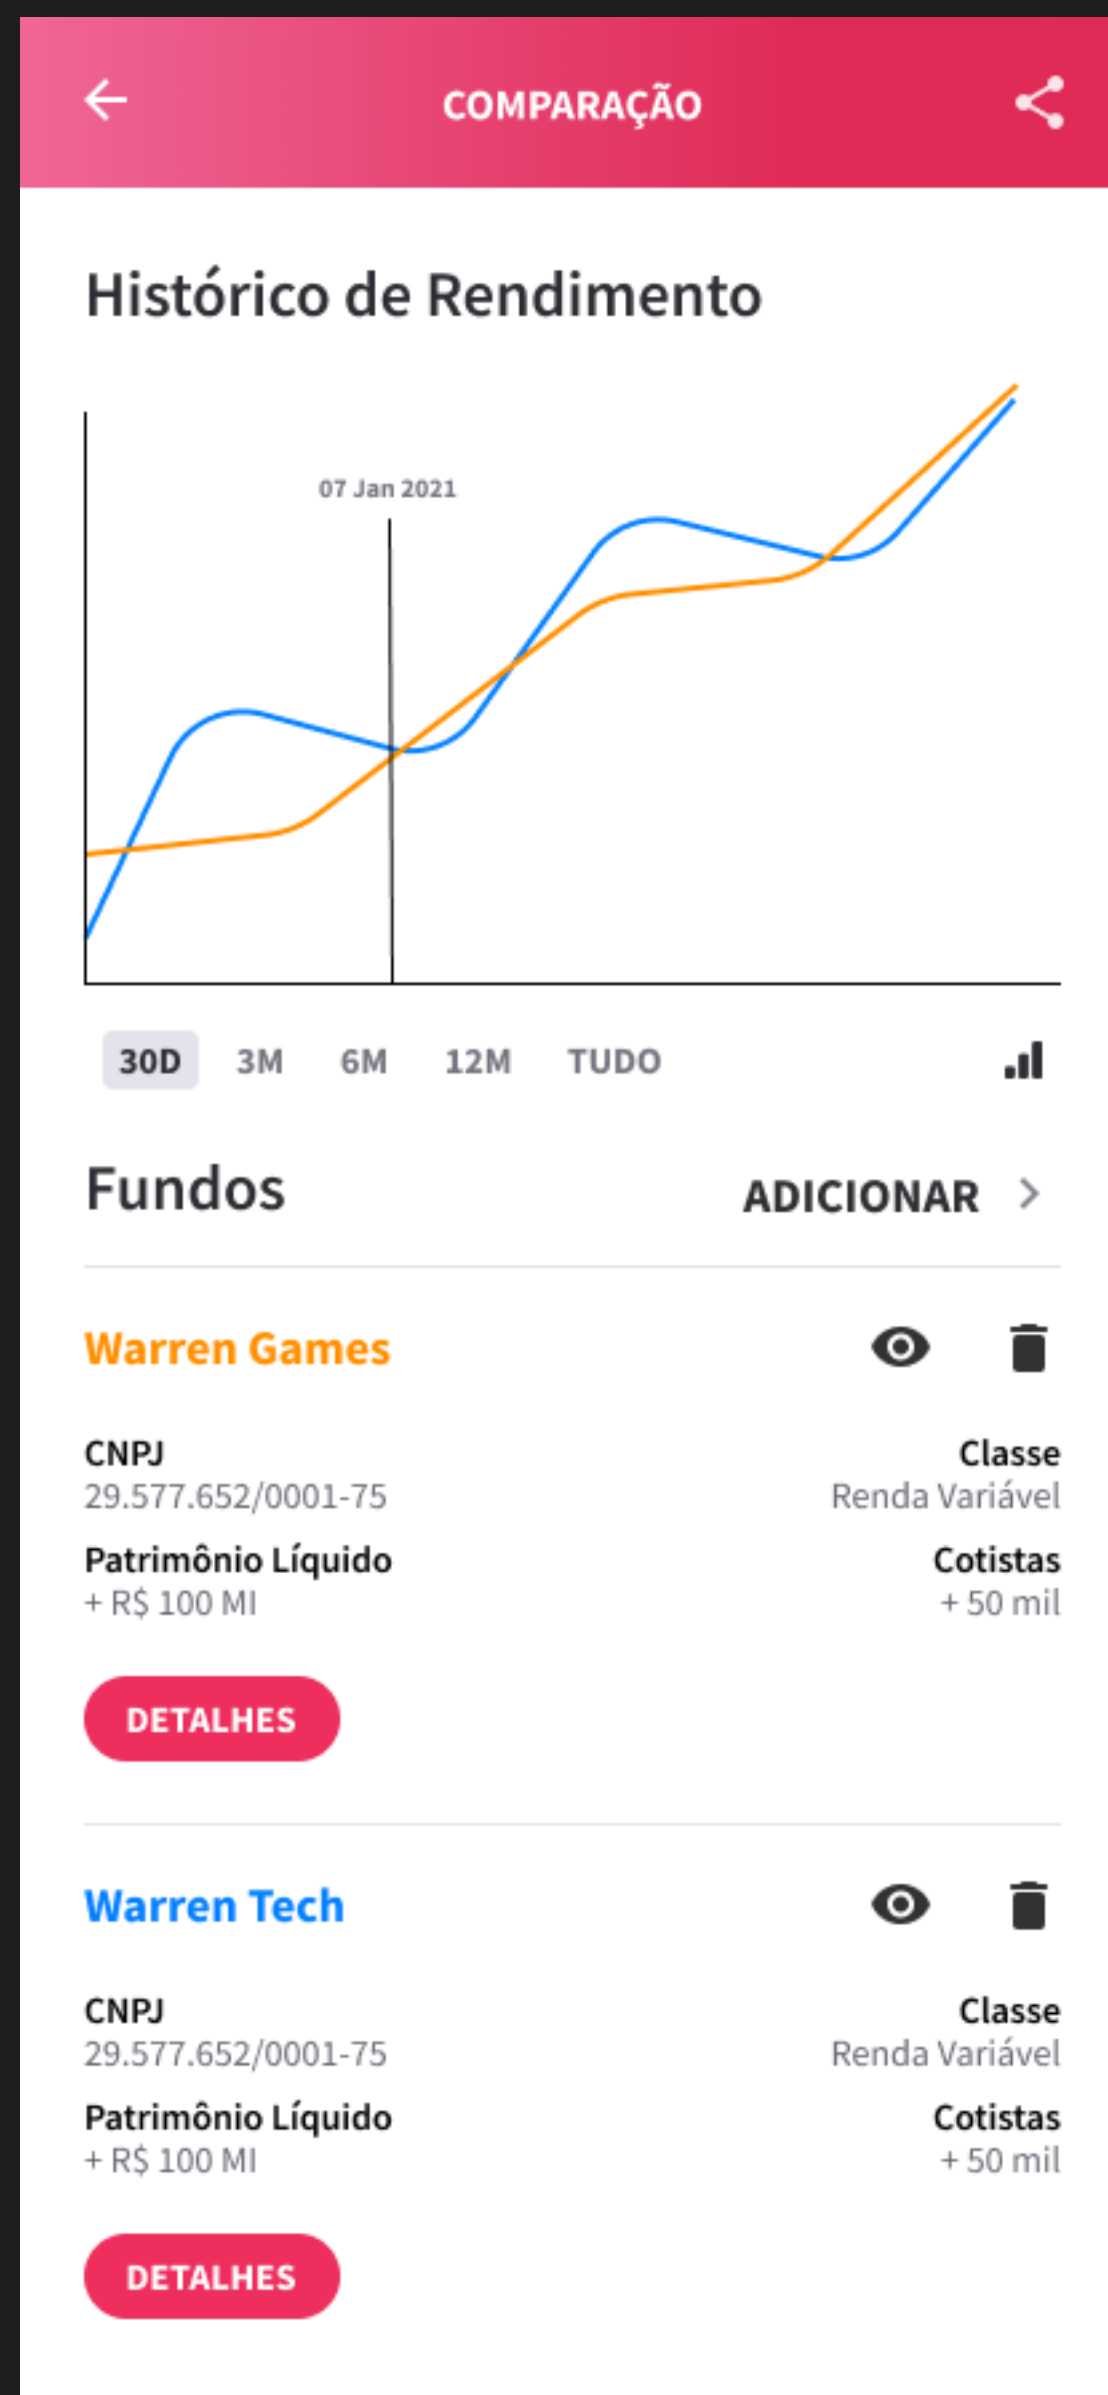 COMPARAÇÃO
Histórico de Rendimento
07 Jan 2021
30D 3M 6M 12M TUDO
Fundos ADICIONAR
Warren Games
CNPJ Classe
29.577.652/0001-75 Renda Variável
Patrimônio Líquido Cotistas
+ R$ 100 MI + 50 mil
DETALHES
Warren Tech
CNPJ Classe
29.577.652/0001-75 Renda Variável
Patrimônio Líquido Cotistas
+ R$ 100 MI + 50 mil
DETALHES